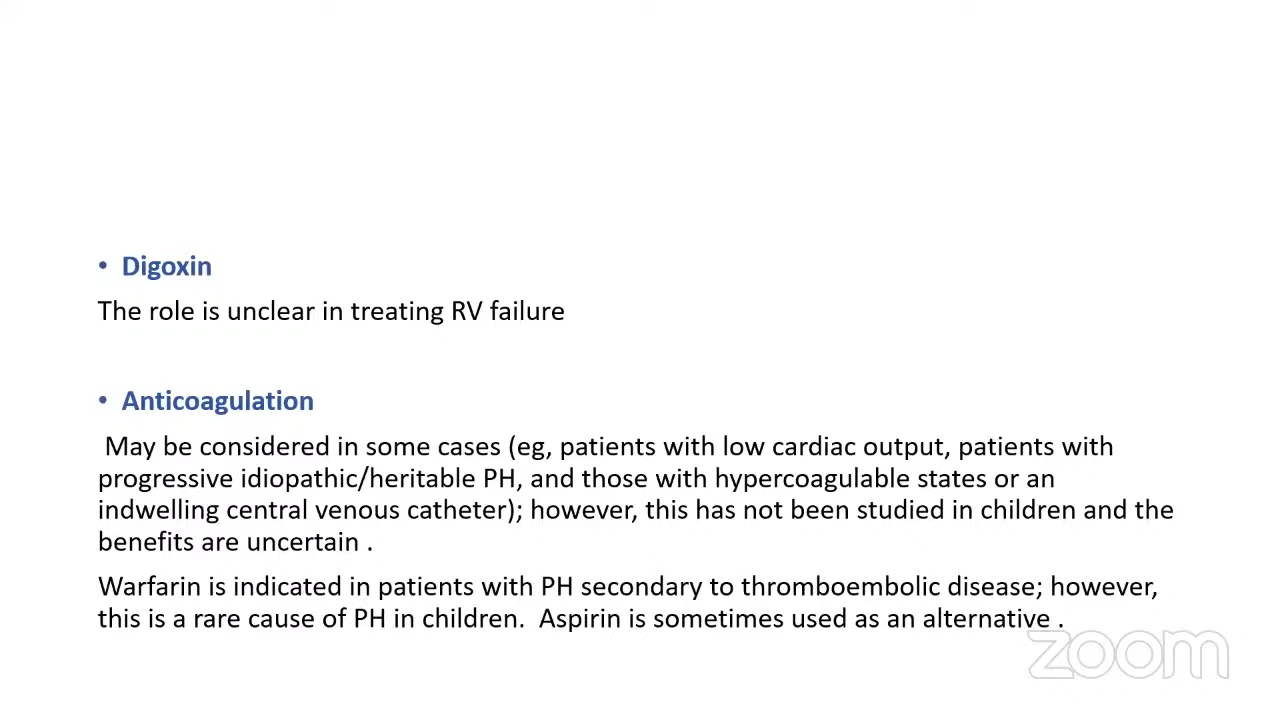 • Digoxin
The role is unclear in treating RV failure
• Anticoagulation
May be considered in some cases (eg, patients with low cardiac output, patients with
progressive idiopathic/heritable PH, and those with hypercoagulable states or an
indwelling central venous catheter); however, this has not been studied in children and the
benefits are uncertain .
Warfarin is indicated in patients with PH secondary to thromboembolic disease; however,
this is a rare cause of PH in children.  Aspirin is sometimes used as an alternative .
zoom